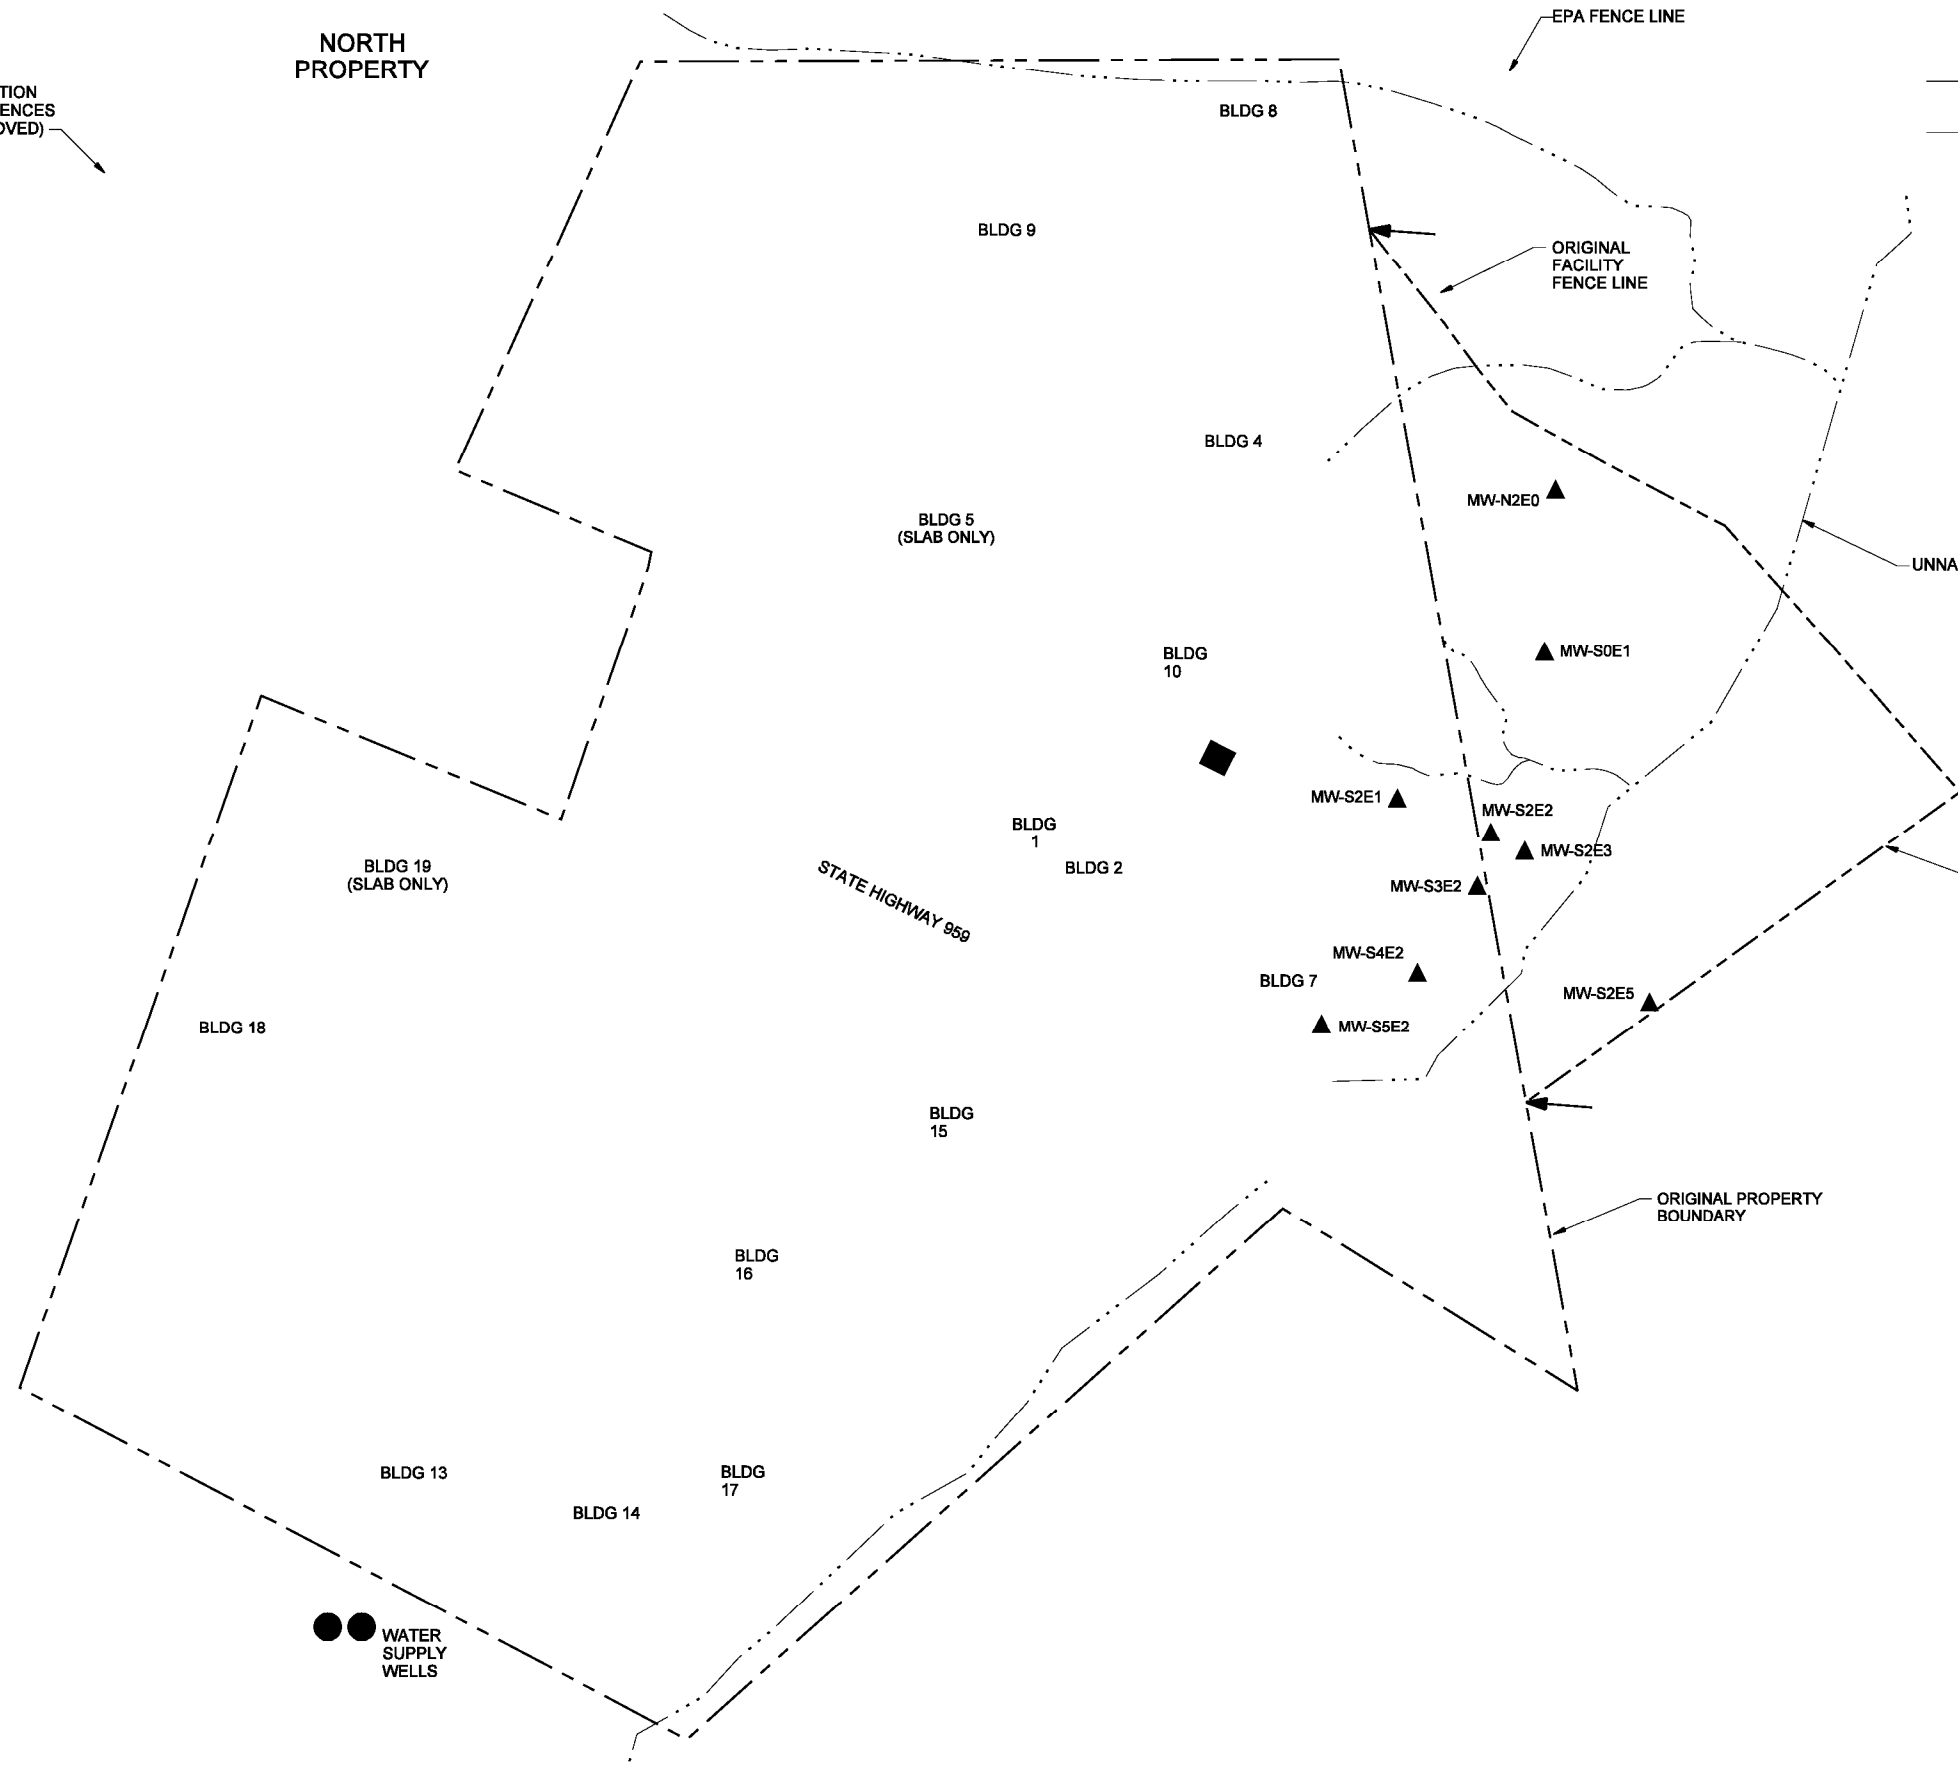 EPA FENCE LINE
NORTH
PROPERTY
TION
ENCES
OVED)
BLDG 8
BLDG 9
ORIGINAL
FACILITY
FENCE LINE
BLDG 4
MW-N2E0
BLDG 5
(SLAB ONLY)
UNNA
BLDG
10
MW-S0E1
MW-S2E1
MW-S2E2
BLDG
1
MW-S2E3
BLDG 2
BLDG 19
(SLAB ONLY)
STATE HIGHWAY 959
MW-S3E2
MW-S4E2
BLDG 7
MW-S2E5
BLDG 18
MW-S5E2
BLDG
15
ORIGINAL PROPERTY
BOUNDARY
BLDG
16
BLDG 13
BLDG
17
BLDG 14
WATER
SUPPLY
WELLS